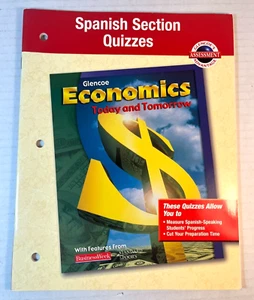 Spanish Section
Quizzes
ASSESSMENT
Glencoe
Economics
Today and Tomorrow
These Quizzes Allow
You to
• Measure Spanish-Speaking
Students' Progress
• Cut Your Preparation Time
With Features From
BusinessWeek